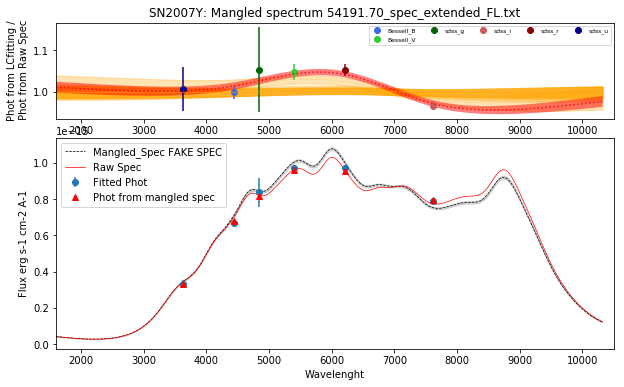 SN2007Y: Mangled spectrum 54191.70_spec_extended_FL.txt
Phot from LCfitting /
Phot from Raw Spec
1.1
1.0
Bessell_B
Bessell_V
sdss_g
sdss_i
sdss_r
sdss_u
2000 3000 4000 5000 6000 7000 8000 9000 10000
Flux erg s-1 cm-2 A-1
1.0
0.8
0.6
0.4
0.2
0.0
Mangled_Spec FAKE SPEC
Raw Spec
Fitted Phot
Phot from mangled spec
2000 3000 4000 5000 6000 7000 8000 9000 10000
Wavelenght